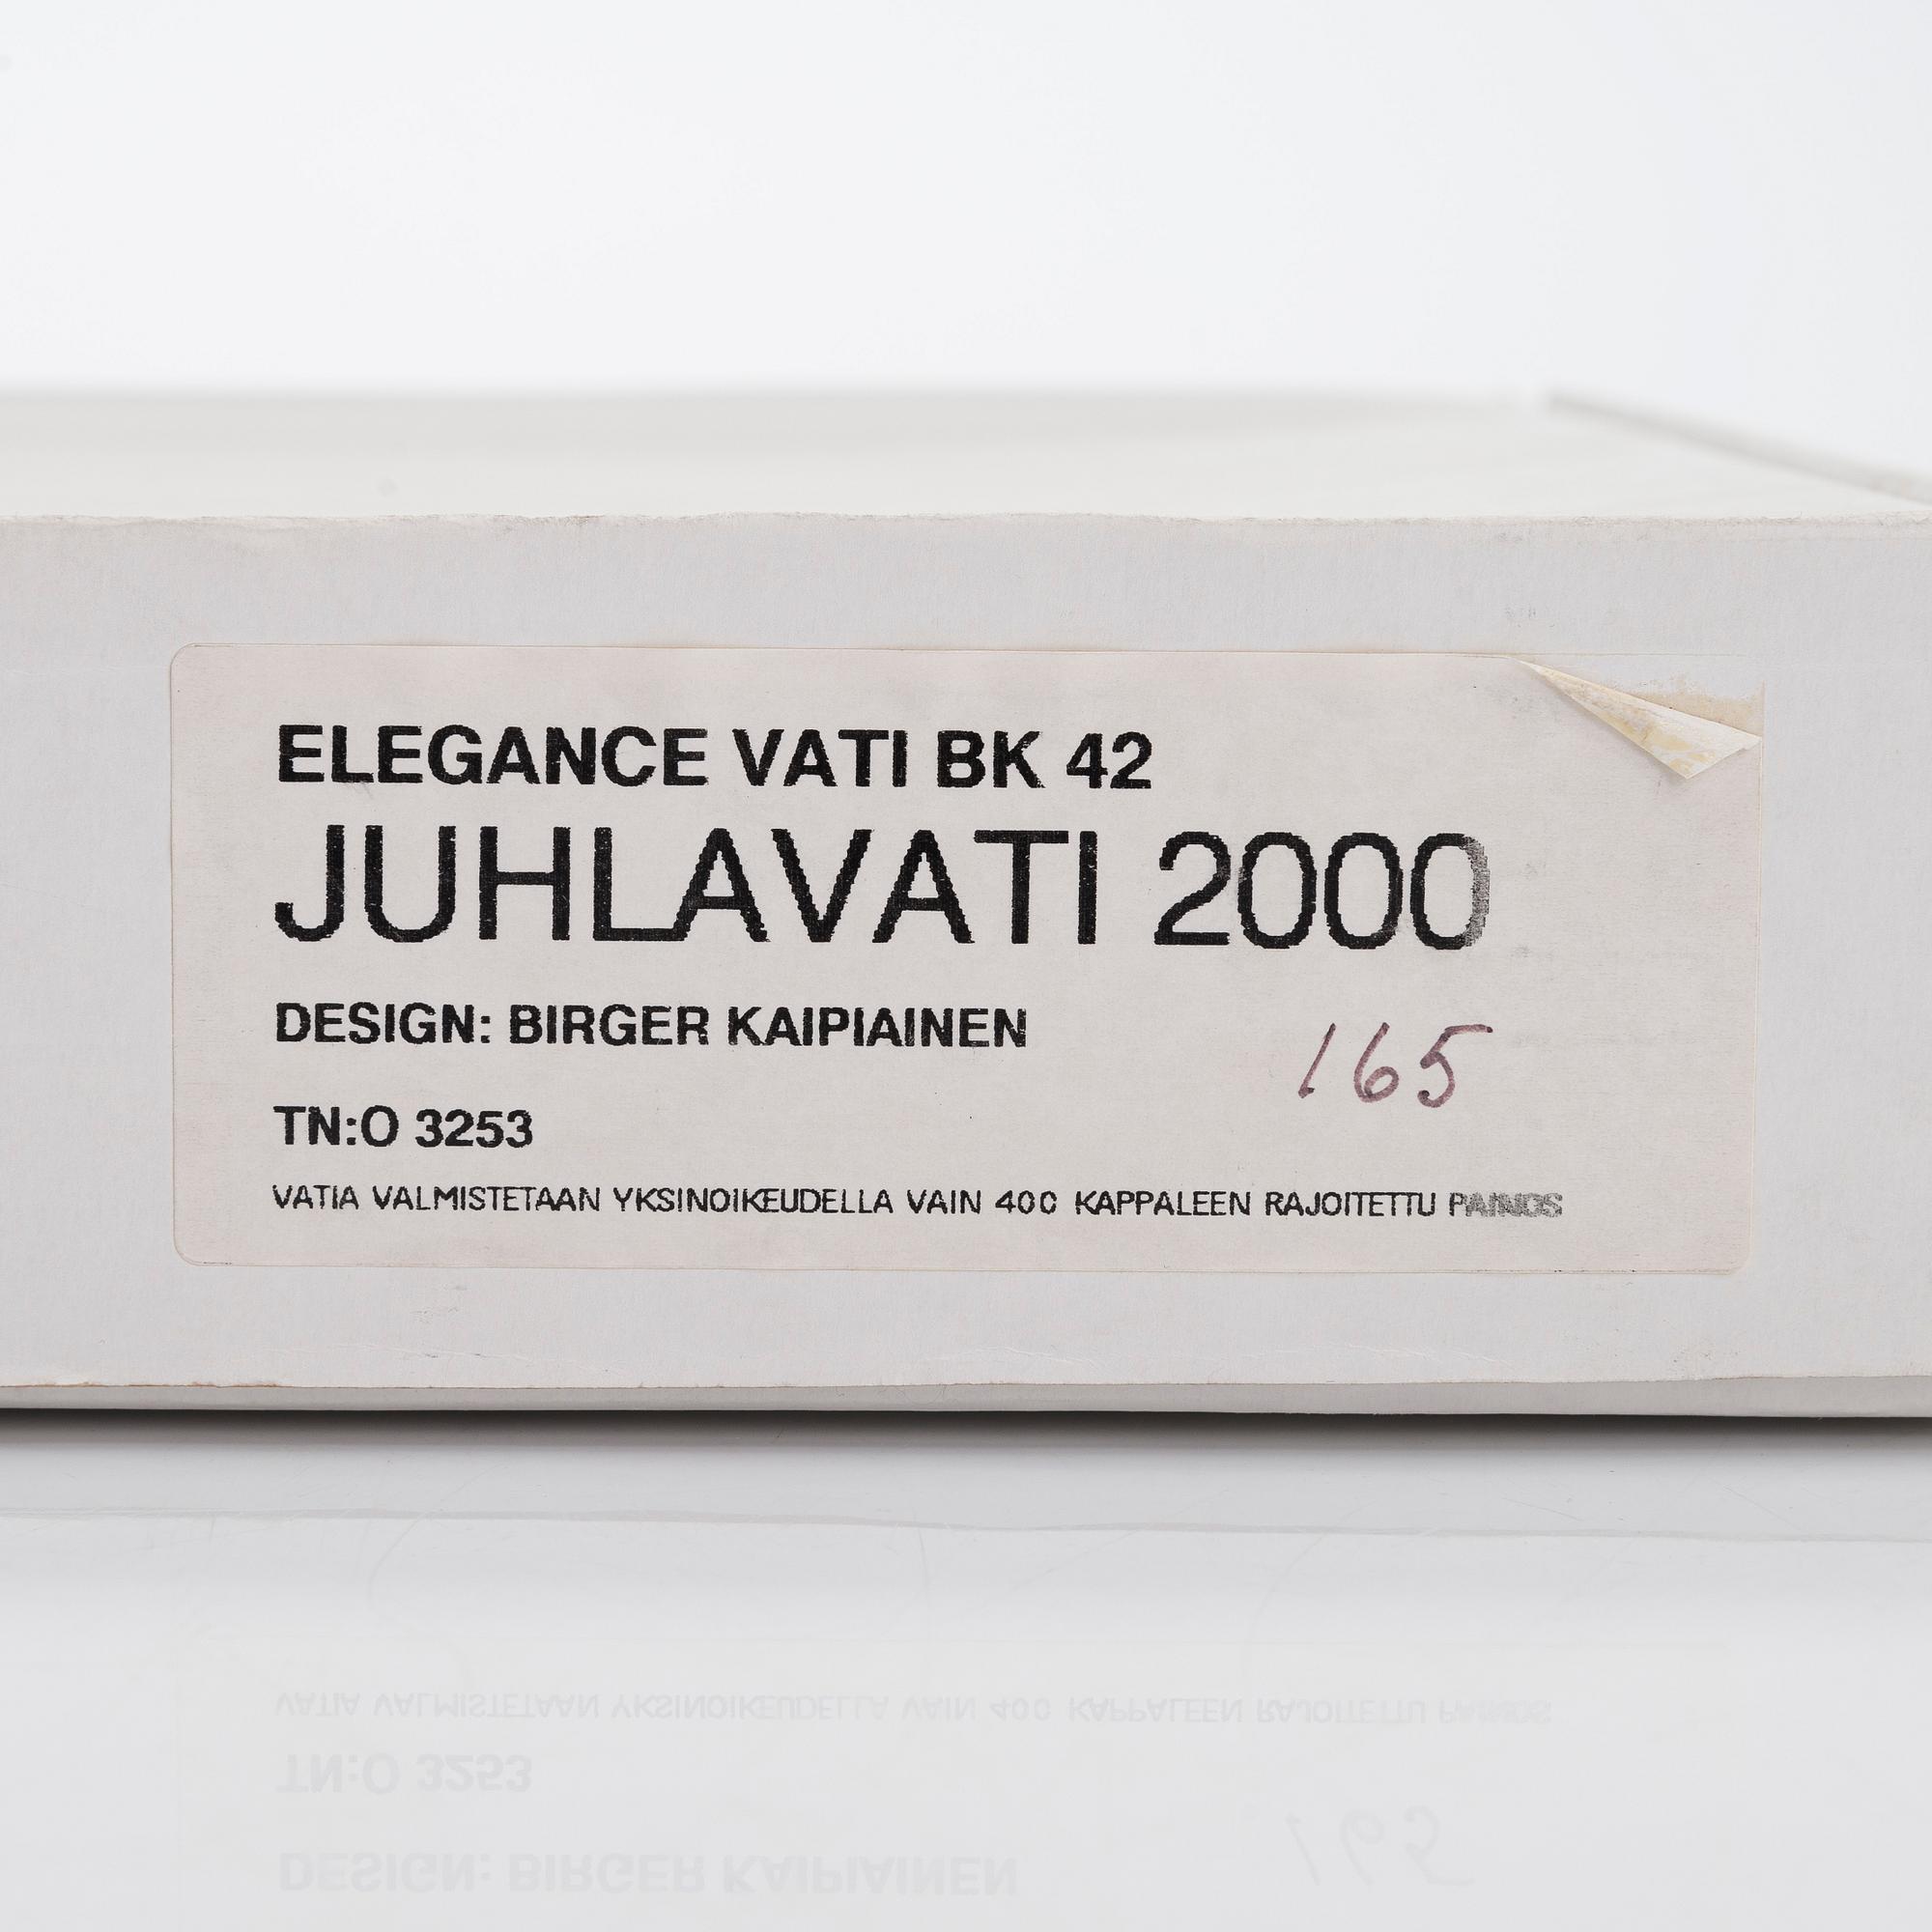 ELEGANCE VATI BK 42
JUHLAVATI 2000
DESIGN: BIRGER KAIPIAINEN
165
TN:O 3253
VATIA VALMISTETAAN YKSINOIKEUDELLA VAIN 400 KAPPALEEN RAJOITETTU PAINOS